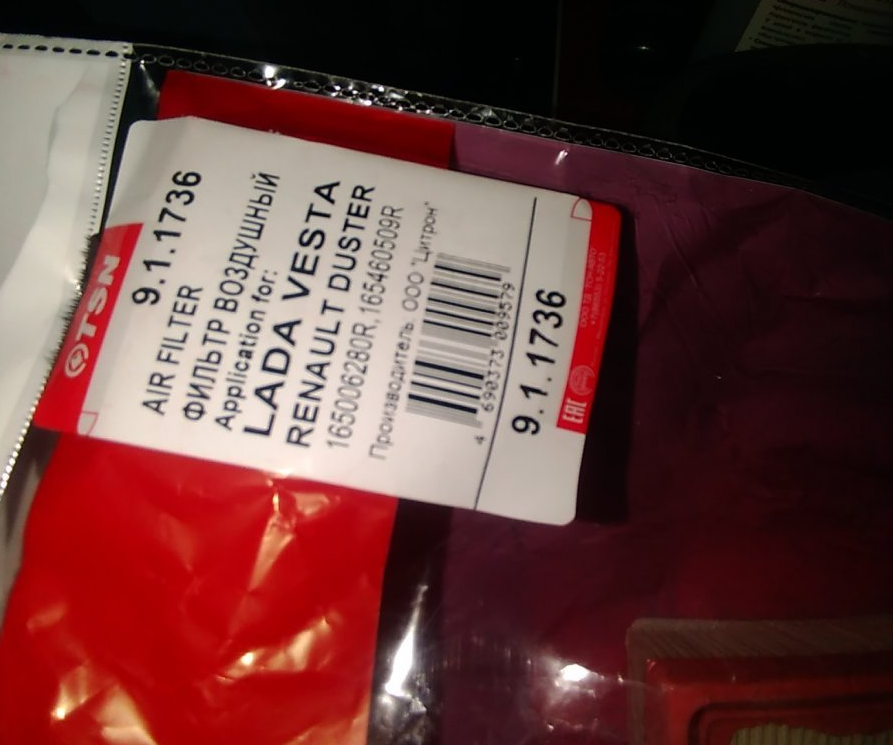 TSN
9.1.1736
AIR FILTER
ФИЛЬТР ВОЗДУШНЫЙ
Application for:
LADA VESTA
RENAULT DUSTER
165006280R, 165460509R
Производитель: ООО "Цитрон"
4 690373 009579
9.1.1736
EAC